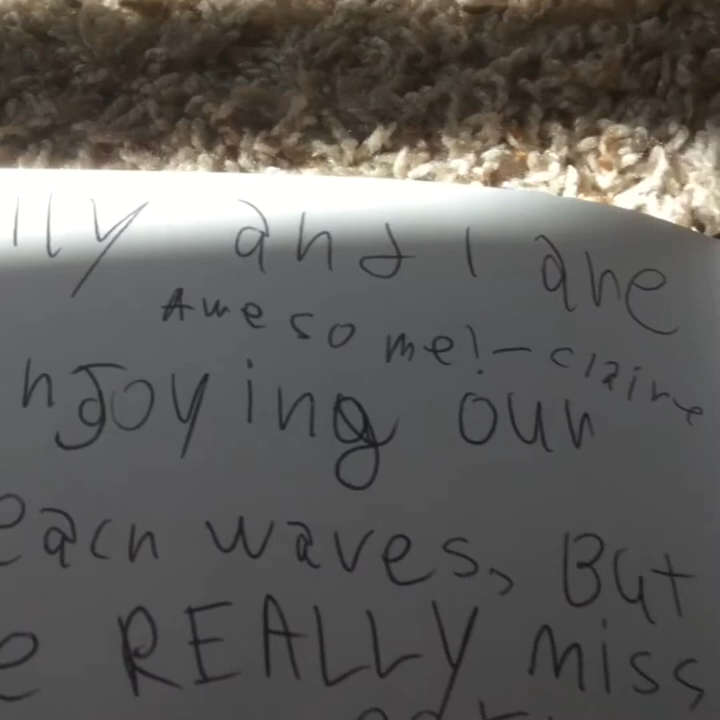 lly and I are
Awesome! - claire
njoying our
each waves, But
e REALLY miss